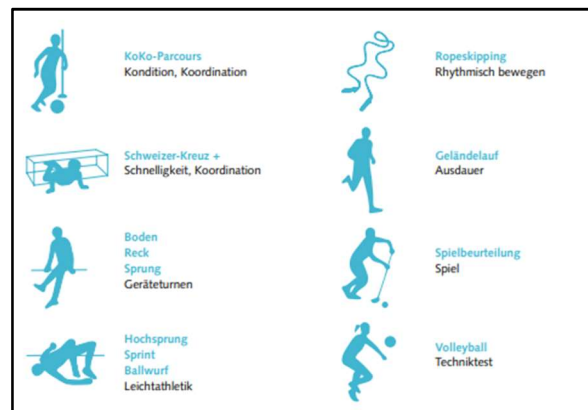 KoKo-Parcours
Kondition, Koordination
Schweizer-Kreuz +
Schnelligkeit, Koordination
Boden
Reck
Sprung
Geräteturnen
Hochsprung
Sprint
Ballwurf
Leichtathletik
Ropeskipping
Rhythmisch bewegen
Geländelauf
Ausdauer
Spielbeurteilung
Spiel
Volleyball
Techniktest